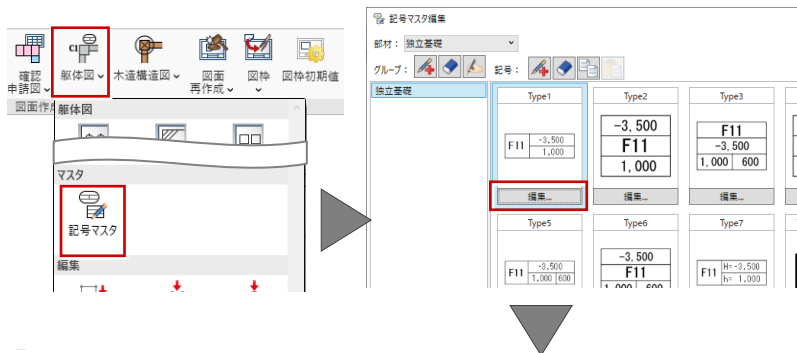 確認
申請図
躯体図
木造構造図
図面
再作成
図枠
図枠初期値
図面作
躯体図
マスタ
記号マスタ
編集
記号マスタ編集
部材：
独立基礎
グループ：
記号：
独立基礎
Type1
F11
-3,500
1,000
編集...
Type2
-3,500
F11
1,000
編集...
Type3
F11
-3,500
1,000 600
編集...
Type5
F11
-3,500
1,000 600
Type6
-3,500
F11
1,000 600
Type7
F11
H=-3,500
h= 1,000